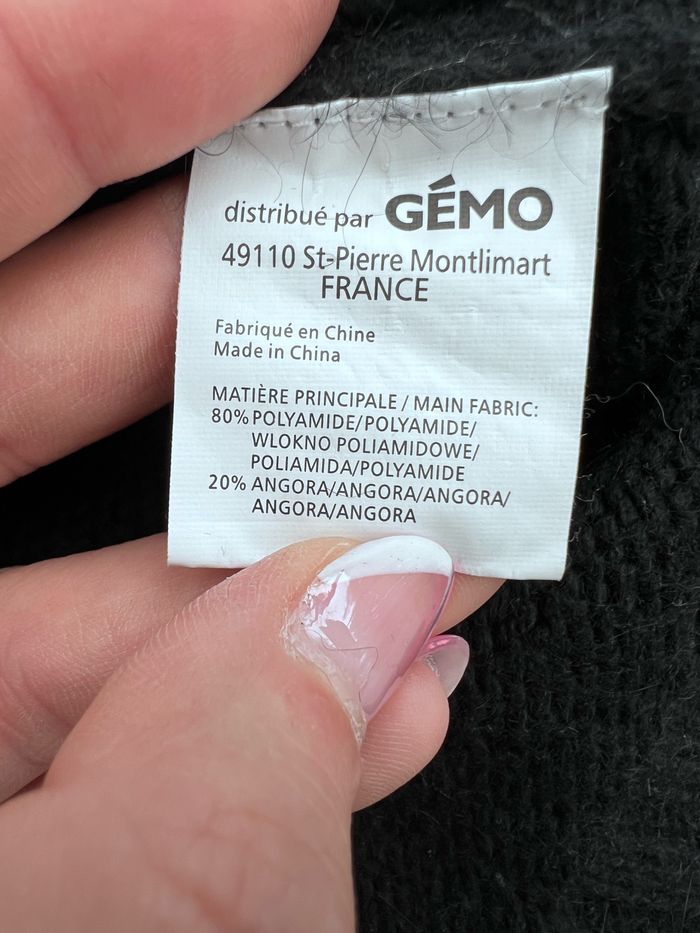 distribué par GÉMO
49110 St-Pierre Montlimart
FRANCE
Fabriqué en Chine
Made in China
MATIÈRE PRINCIPALE / MAIN FABRIC:
80% POLYAMIDE/POLYAMIDE/
WLOKNO POLIAMIDOWE/
POLIAMIDA/POLYAMIDE
20% ANGORA/ANGORA/ANGORA/
ANGORA/ANGORA